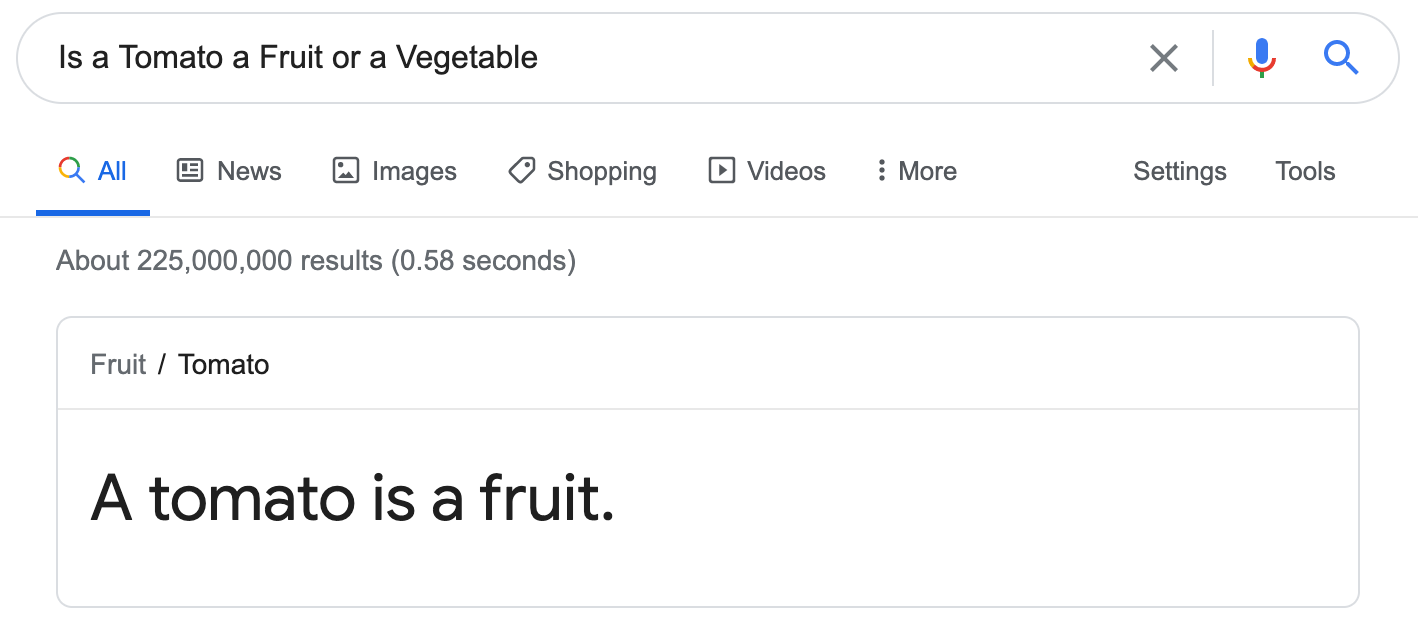 Is a Tomato a Fruit or a Vegetable
All News Images Shopping Videos More Settings Tools
About 225,000,000 results (0.58 seconds)
Fruit / Tomato
A tomato is a fruit.